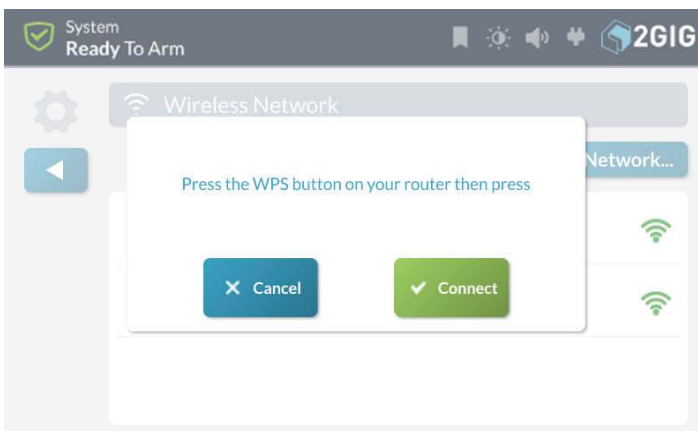 System
Ready To Arm
2GIG
Wireless Network
Network...
Press the WPS button on your router then press
Cancel
Connect